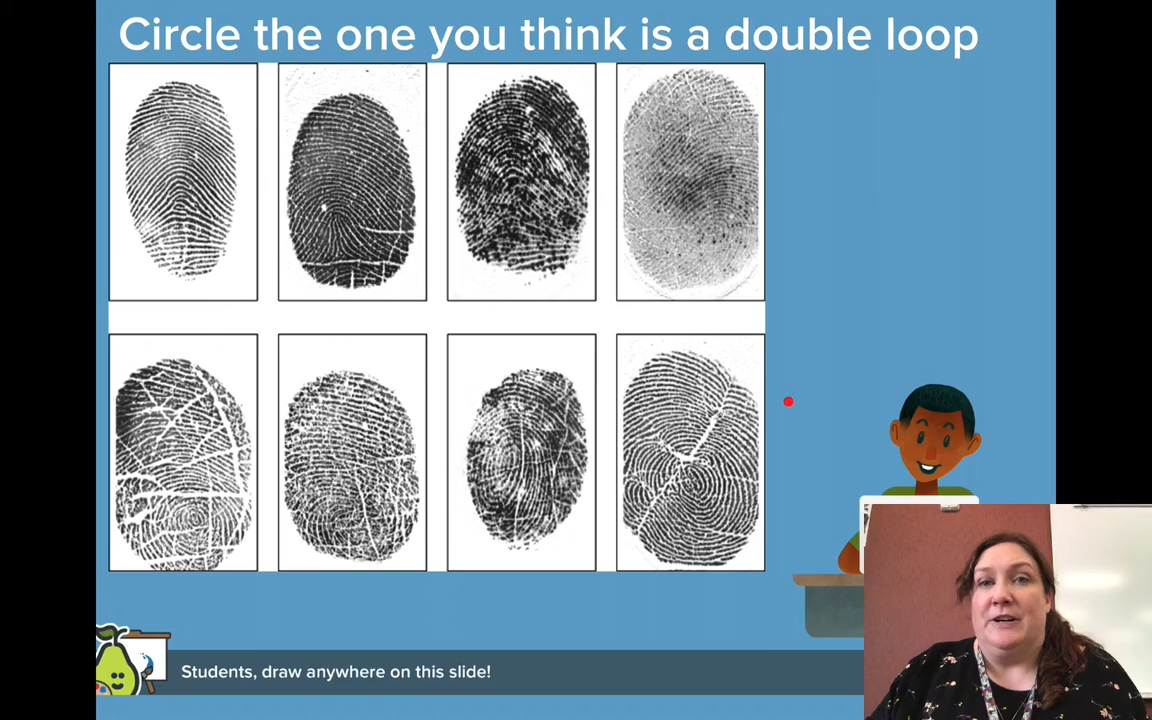 Circle the one you think is a double loop
Students, draw anywhere on this slide!